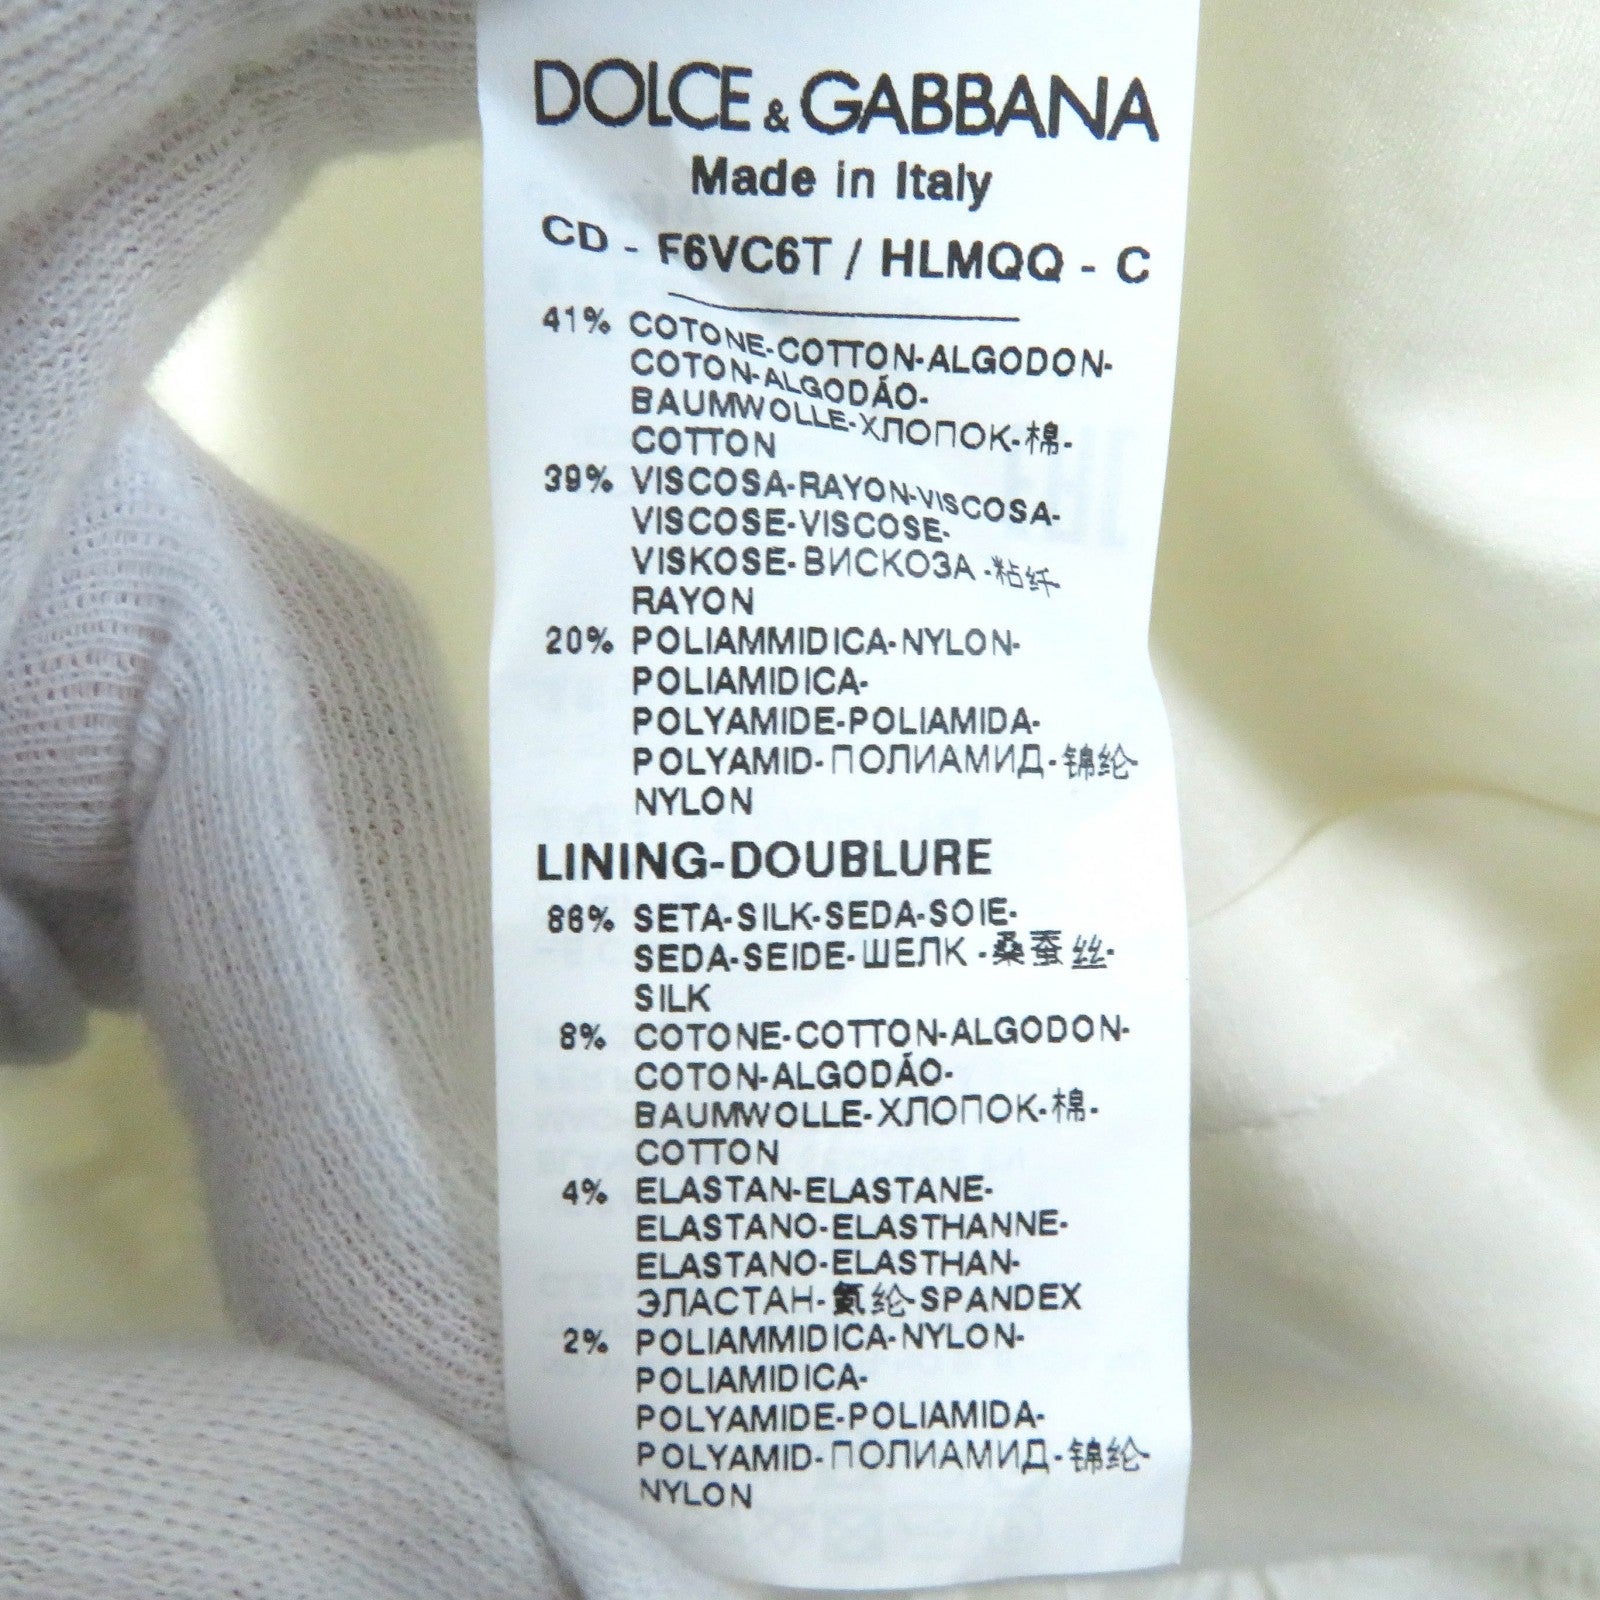 DOLCE & GABBANA
Made in Italy
CD - F6VC6T / HLMQQ - C
41% COTONE-COTTON-ALGODON-
COTON-ALGODÃO-
BAUMWOLLE-ХЛОПОК-棉-
COTTON
39% VISCOSA-RAYON-VISCOSA-
VISCOSE-VISCOSE-
VISKOSE-ВИСКОЗА-粘纤-
RAYON
20% POLIAMMIDICA-NYLON-
POLIAMIDICA-
POLYAMIDE-POLIAMIDA-
POLYAMID-ПОЛИАМИД-锦纶-
NYLON
LINING-DOUBLURE
86% SETA-SILK-SEDA-SOIE-
SEDA-SEIDE-ШЕЛК-桑蚕丝-
SILK
8% COTONE-COTTON-ALGODON-
COTON-ALGODÃO-
BAUMWOLLE-ХЛОПОК-棉-
COTTON
4% ELASTAN-ELASTANE-
ELASTANO-ELASTHANNE-
ELASTANO-ELASTHAN-
ЭЛАСТАН-氨纶-SPANDEX
2% POLIAMMIDICA-NYLON-
POLIAMIDICA-
POLYAMIDE-POLIAMIDA-
POLYAMID-ПОЛИАМИД-锦纶-
NYLON